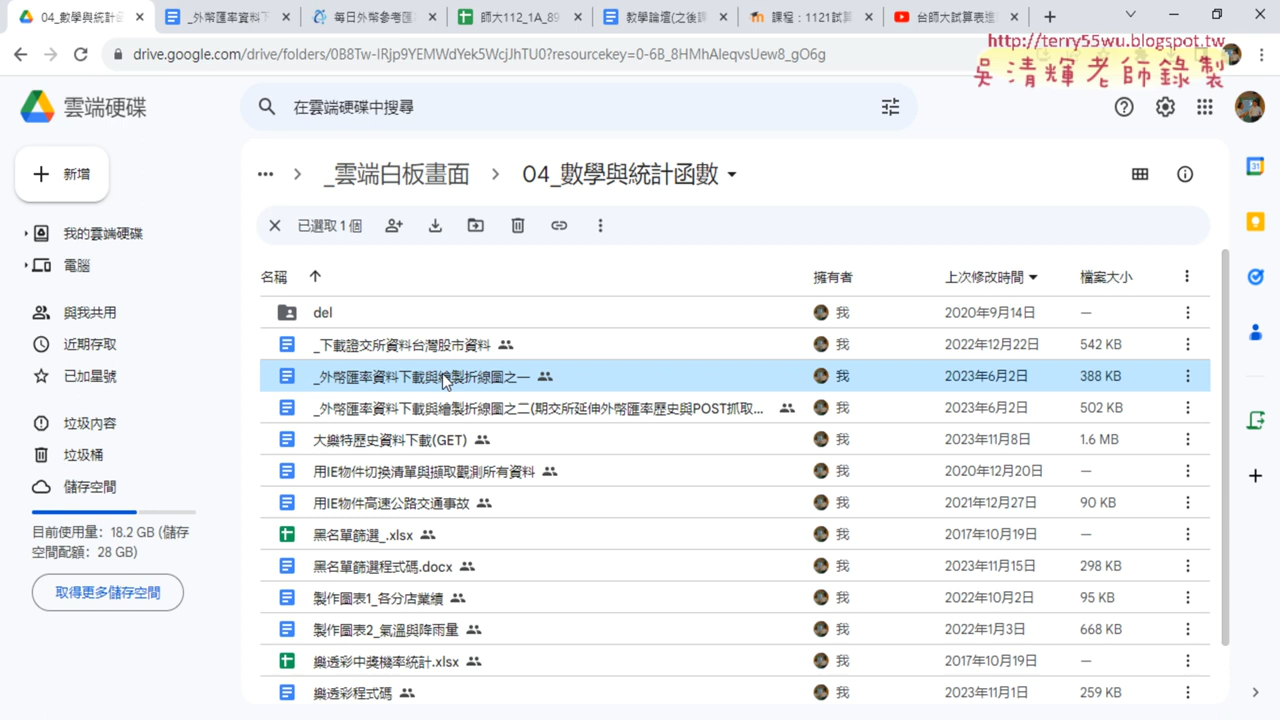 04_數學與統計函
_外幣匯率資料下
每日外幣參考匯
師大112_1A_89
教學論壇(之後課
課程：1121試算
台師大試算表進
drive.google.com/drive/folders/0B8Tw-lRjp9YEMWdYek5WcjJhTU0?resourcekey=0-6B_8HMhAleqvsUew8_gO6g
http://terry55wu.blogspot.tw
吳清輝老師錄製
雲端硬碟
在雲端硬碟中搜尋
新增
_雲端白板畫面
04_數學與統計函數
已選取 1 個
我的雲端硬碟
電腦
與我共用
近期存取
已加星號
垃圾內容
垃圾桶
儲存空間
目前使用量：18.2 GB (儲存
空間配額：28 GB)
取得更多儲存空間
名稱 擁有者 上次修改時間 檔案大小
del 我 2020年9月14日 —
_下載證交所資料台灣股市資料 我 2022年12月22日 542 KB
_外幣匯率資料下載與繪製折線圖之一 我 2023年6月2日 388 KB
_外幣匯率資料下載與繪製折線圖之二(期交所延伸外幣匯率歷史與POST抓取... 我 2023年6月2日 502 KB
大樂特歷史資料下載(GET) 我 2023年11月8日 1.6 MB
用IE物件切換清單與擷取觀測所有資料 我 2020年12月20日 —
用IE物件高速公路交通事故 我 2021年12月27日 90 KB
黑名單篩選_.xlsx 我 2017年10月19日 —
黑名單篩選程式碼.docx 我 2023年11月15日 298 KB
製作圖表1_各分店業績 我 2022年10月2日 95 KB
製作圖表2_氣溫與降雨量 我 2022年1月3日 668 KB
樂透彩中獎機率統計.xlsx 我 2017年10月19日 —
樂透彩程式碼 我 2023年11月1日 259 KB